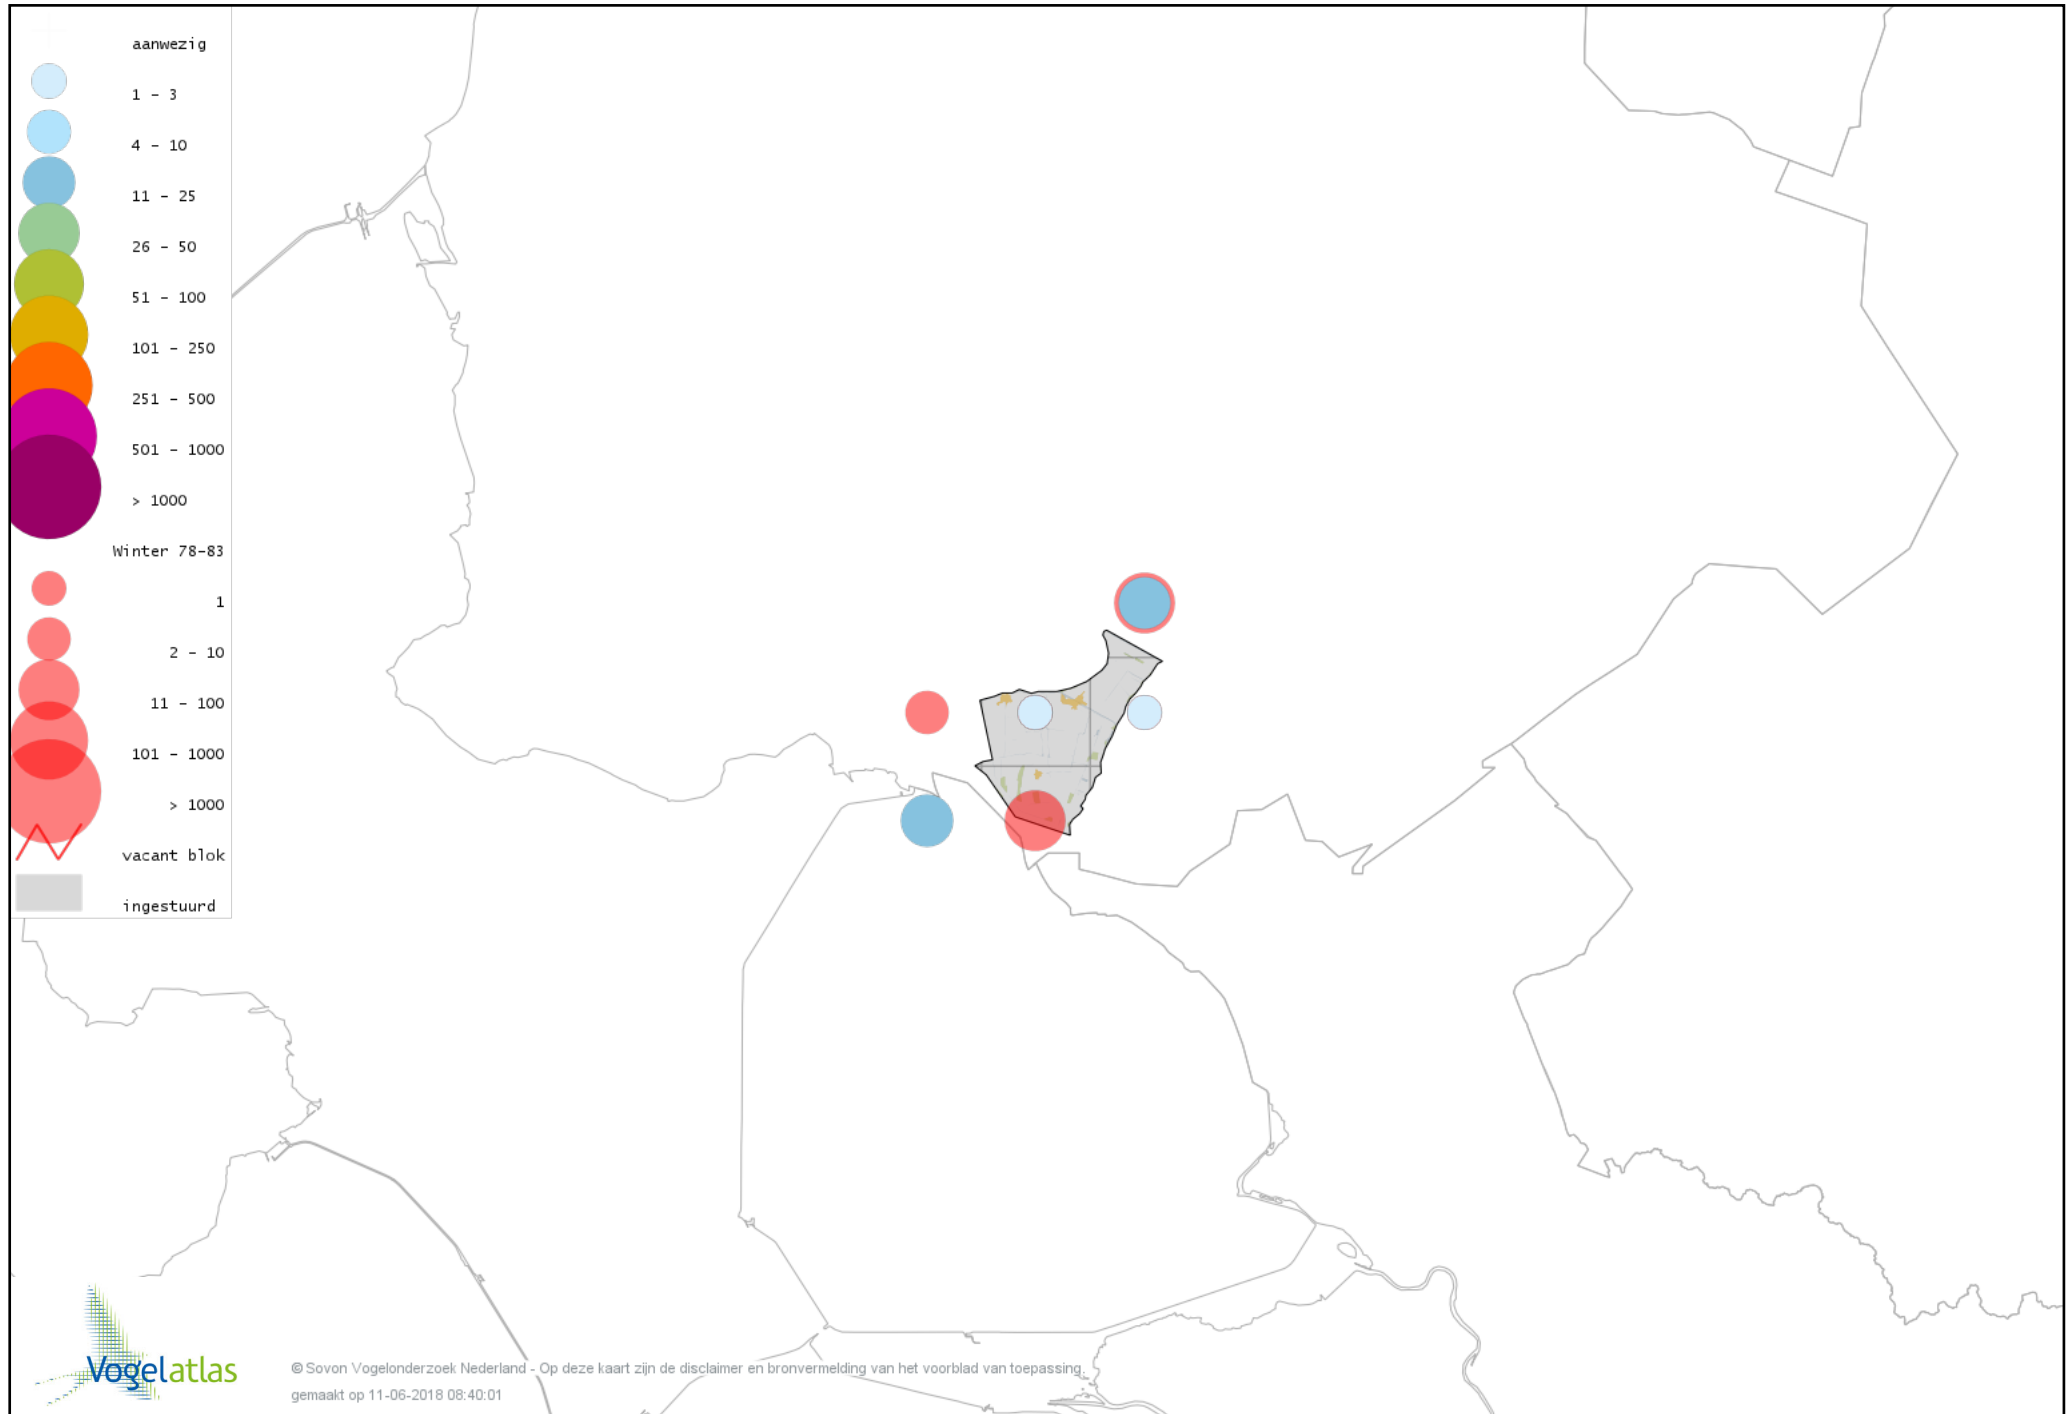 aanwezig
1 - 3
4 - 10
11 - 25
26 - 50
51 - 100
101 - 250
251 - 500
501 - 1000
> 1000
Winter 78-83
1
2 - 10
11 - 100
101 - 1000
> 1000
vacant blok
ingestuurd
Vogelatlas
© Sovon Vogelonderzoek Nederland - Op deze kaart zijn de disclaimer en bronvermelding van het voorblad van toepassing.
gemaakt op 11-06-2018 08:40:01